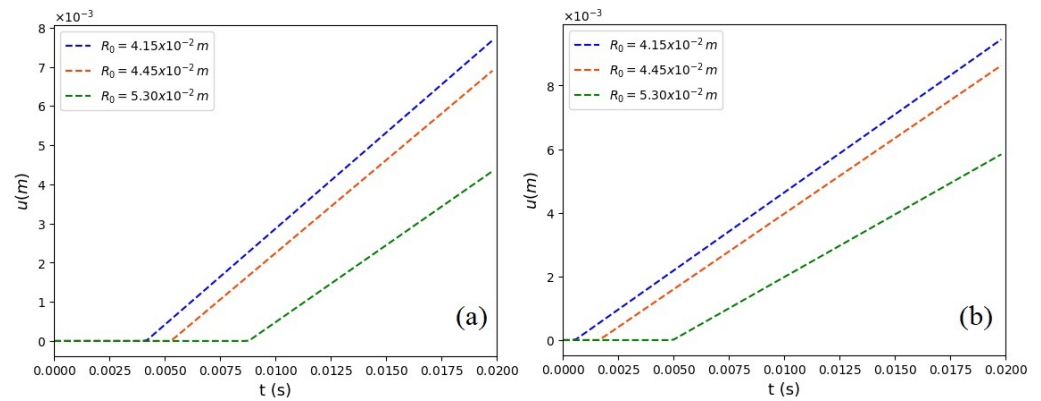 ×10⁻³
8
7
6
5
4
3
2
1
0
u(m)
R₀ = 4.15x10⁻² m
R₀ = 4.45x10⁻² m
R₀ = 5.30x10⁻² m
(a)
0.0000 0.0025 0.0050 0.0075 0.0100 0.0125 0.0150 0.0175 0.0200
t (s)
×10⁻³
8
6
4
2
0
u(m)
R₀ = 4.15x10⁻² m
R₀ = 4.45x10⁻² m
R₀ = 5.30x10⁻² m
(b)
0.0000 0.0025 0.0050 0.0075 0.0100 0.0125 0.0150 0.0175 0.0200
t (s)